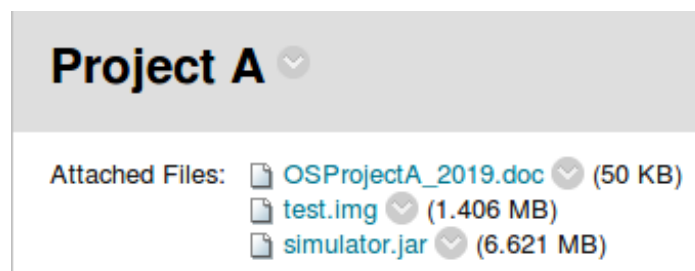 Project A
Attached Files: OSProjectA_2019.doc (50 KB)
test.img (1.406 MB)
simulator.jar (6.621 MB)